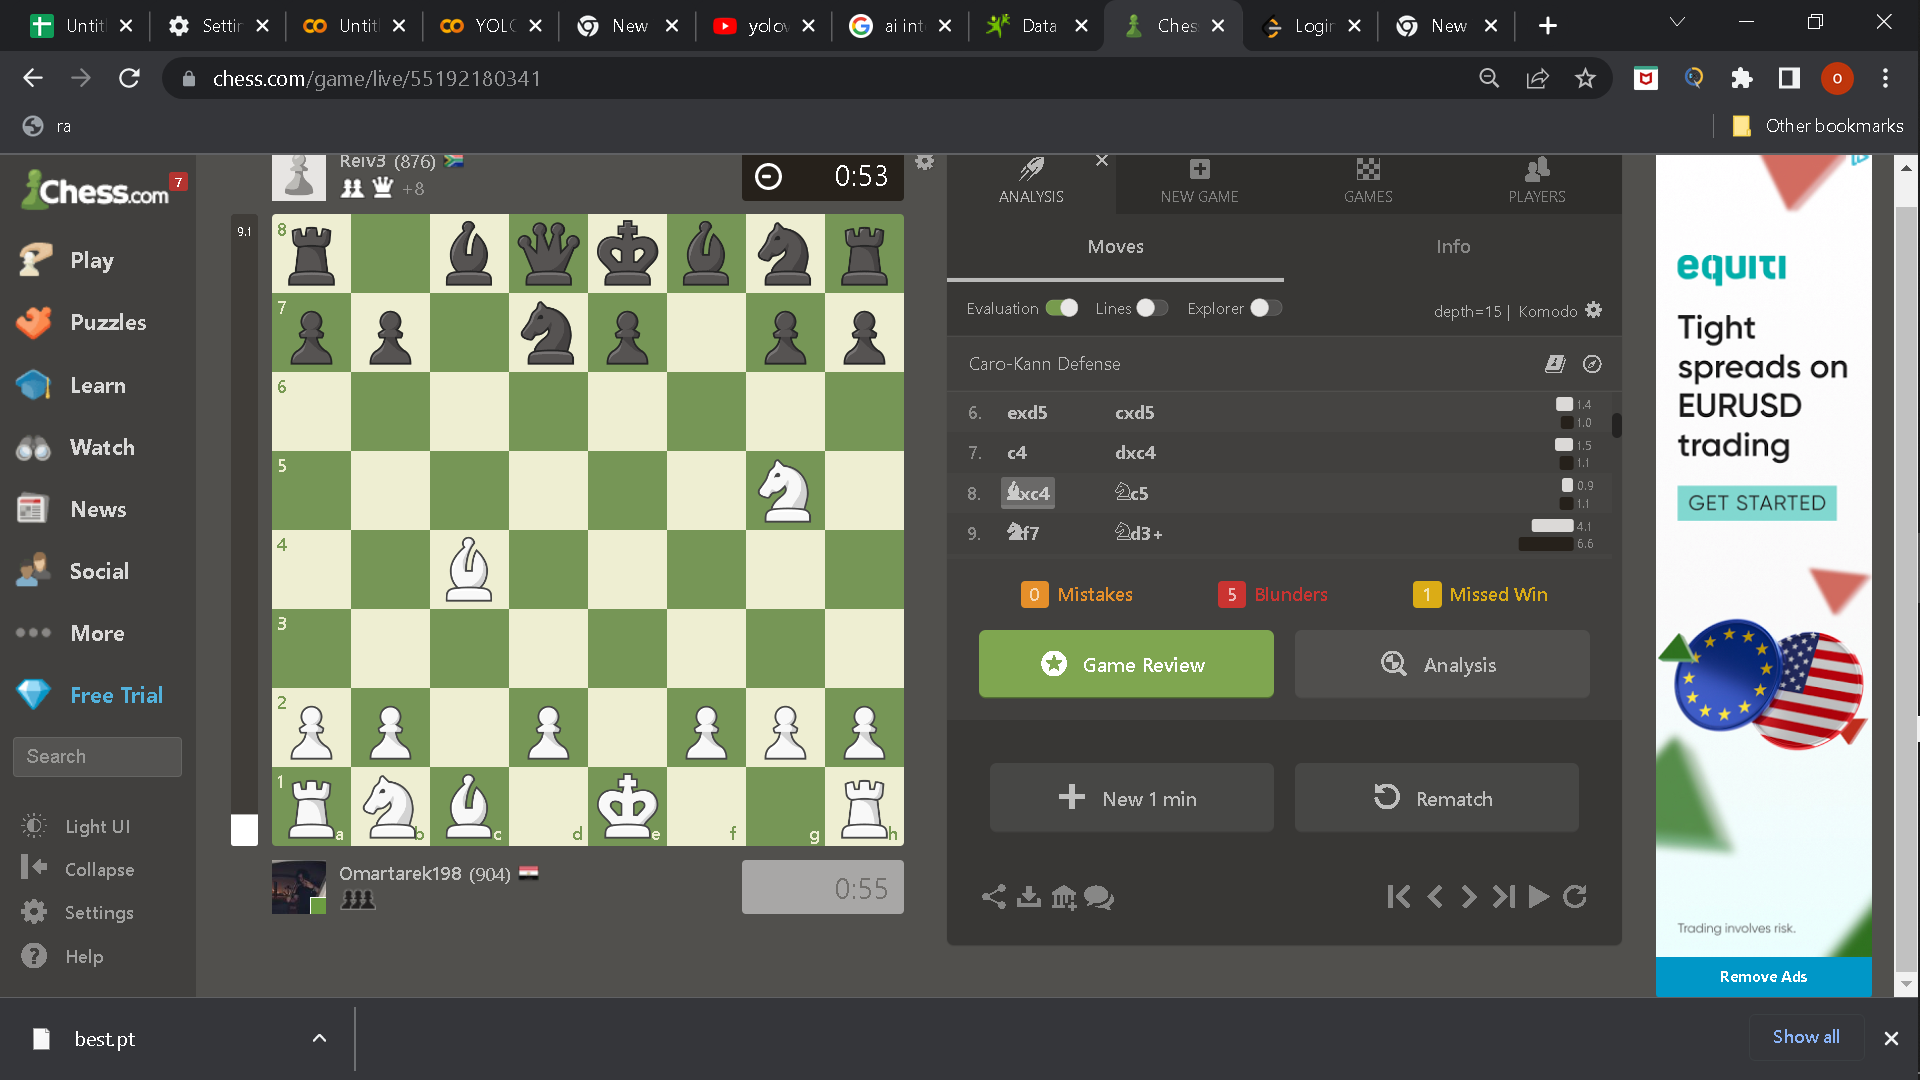 Untitl
Settin
Untitl
YOLO
New
yolov
ai inte
Data
Chess
Login
New
chess.com/game/live/55192180341
O
ra
Other bookmarks
Chess.com
7
Play
Puzzles
Learn
Watch
News
Social
More
Free Trial
Search
Light UI
Collapse
Settings
Help
Reiv3 (876)
+8
0:53
9.1
8
7
6
5
4
3
2
1
a b c d e f g h
Omartarek198 (904)
0:55
ANALYSIS
NEW GAME
GAMES
PLAYERS
Moves
Info
Evaluation
Lines
Explorer
depth=15 | Komodo
Caro-Kann Defense
6. exd5 cxd5 1.4
1.0
7. c4 dxc4 1.5
1.1
8. xc4 c5 0.9
1.1
9. f7 d3+ 4.1
6.6
0 Mistakes
5 Blunders
1 Missed Win
Game Review
Analysis
New 1 min
Rematch
equiti
Tight
spreads on
EURUSD
trading
GET STARTED
Trading involves risk.
Remove Ads
best.pt
Show all